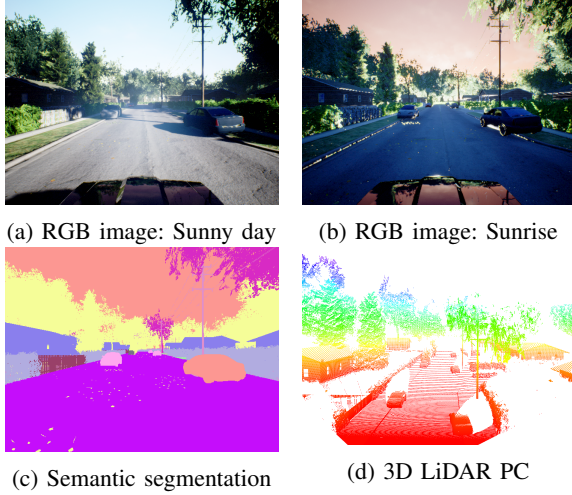 (a) RGB image: Sunny day
(b) RGB image: Sunrise
(c) Semantic segmentation
(d) 3D LiDAR PC